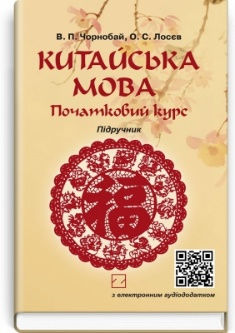 В. П. Чорнобай, О. С. Лосєв
КИТАЙСЬКА
МОВА
Початковий курс
Підручник
福
з електронним аудіододатком